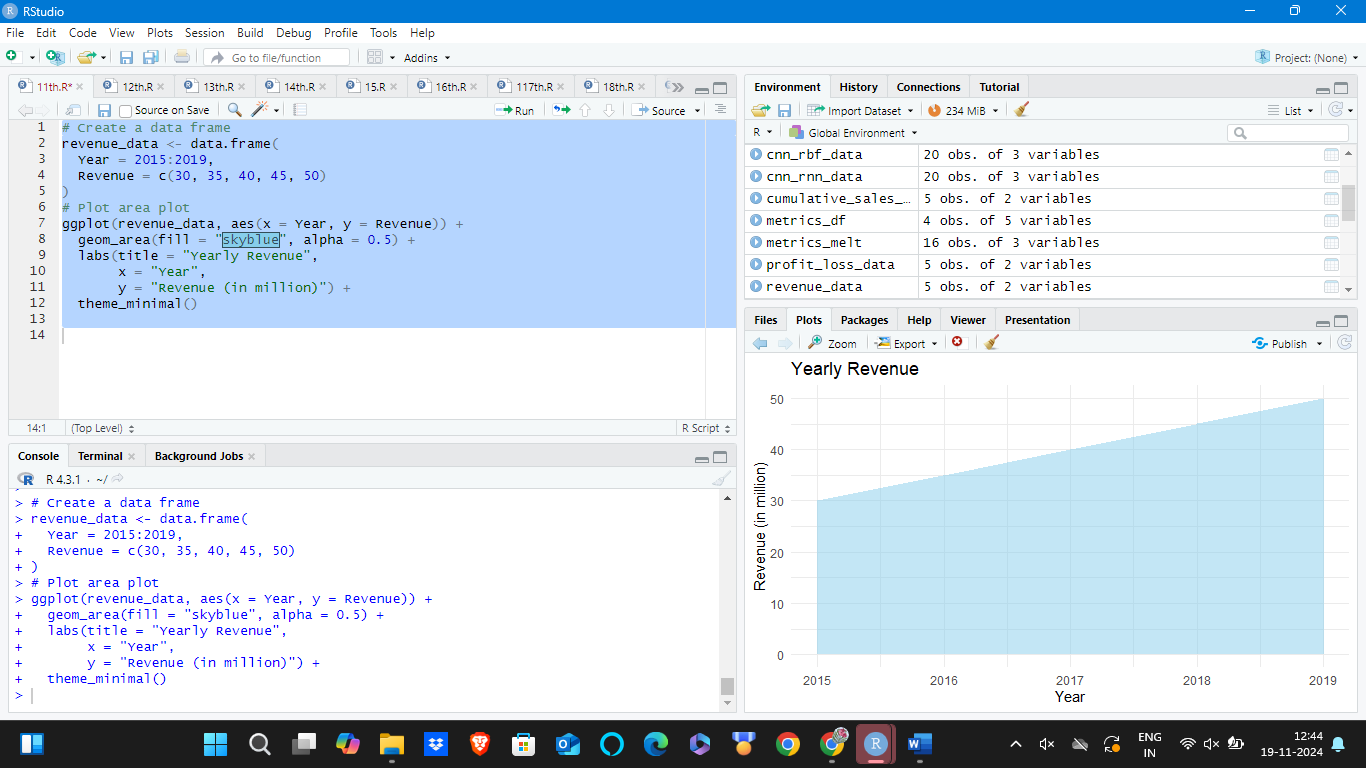 RStudio
File Edit Code View Plots Session Build Debug Profile Tools Help
Go to file/function Addins Project: (None)
11th.R* 12th.R 13th.R 14th.R 15.R 16th.R 117th.R 18th.R
Source on Save Run Source
1 # Create a data frame
2 revenue_data <- data.frame(
3 Year = 2015:2019,
4 Revenue = c(30, 35, 40, 45, 50)
5 )
6 # Plot area plot
7 ggplot(revenue_data, aes(x = Year, y = Revenue)) +
8 geom_area(fill = "skyblue", alpha = 0.5) +
9 labs(title = "Yearly Revenue",
10 x = "Year",
11 y = "Revenue (in million)") +
12 theme_minimal()
13
14
14:1 (Top Level) R Script
Console Terminal Background Jobs
R 4.3.1 · ~/
> # Create a data frame
> revenue_data <- data.frame(
+ Year = 2015:2019,
+ Revenue = c(30, 35, 40, 45, 50)
+ )
> # Plot area plot
> ggplot(revenue_data, aes(x = Year, y = Revenue)) +
+ geom_area(fill = "skyblue", alpha = 0.5) +
+ labs(title = "Yearly Revenue",
+ x = "Year",
+ y = "Revenue (in million)") +
+ theme_minimal()
>
Environment History Connections Tutorial
Import Dataset 234 MiB List
R Global Environment
cnn_rbf_data 20 obs. of 3 variables
cnn_rnn_data 20 obs. of 3 variables
cumulative_sales_… 5 obs. of 2 variables
metrics_df 4 obs. of 5 variables
metrics_melt 16 obs. of 3 variables
profit_loss_data 5 obs. of 2 variables
revenue_data 5 obs. of 2 variables
Files Plots Packages Help Viewer Presentation
Zoom Export Publish
Yearly Revenue
Revenue (in million)
50
40
30
20
10
0
2015 2016 2017 2018 2019
Year
ENG
IN
12:44
19-11-2024